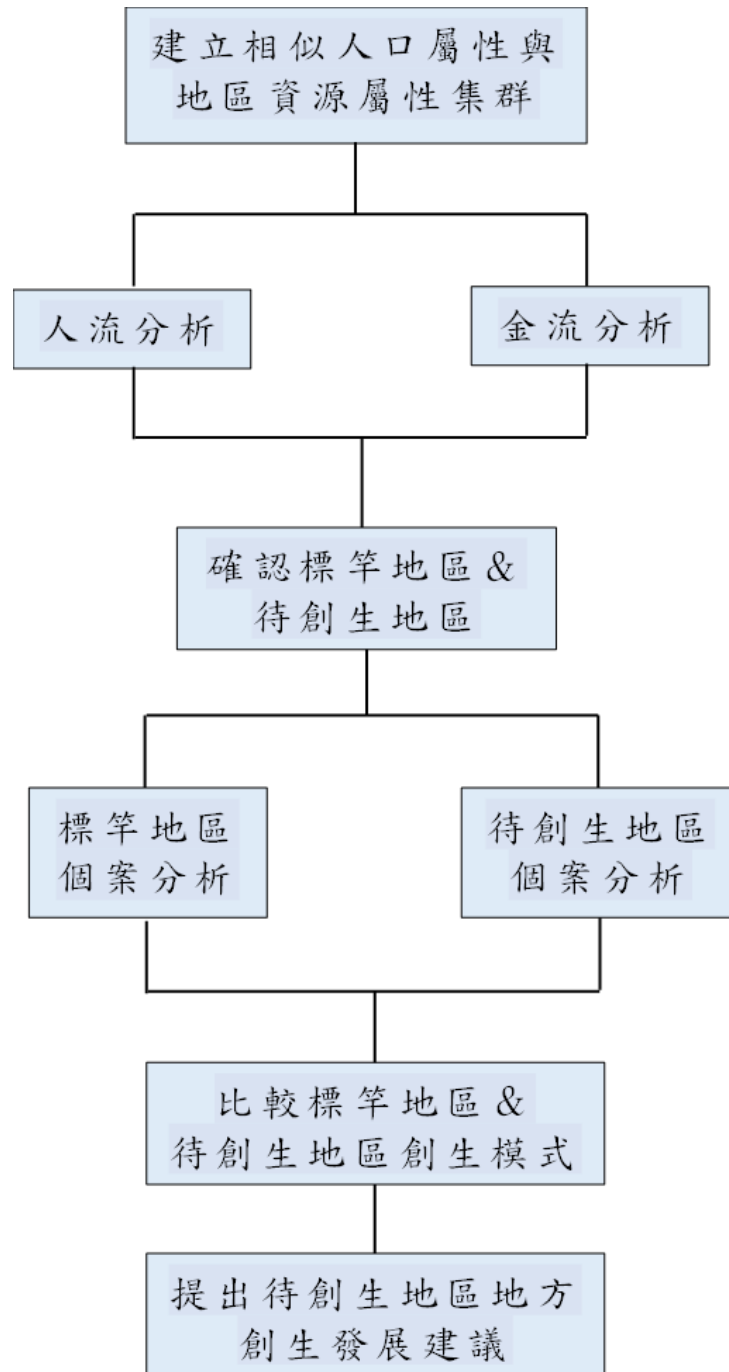 建立相似人口屬性與
地區資源屬性集群
人流分析
金流分析
確認標竿地區&
待創生地區
標竿地區
個案分析
待創生地區
個案分析
比較標竿地區&
待創生地區創生模式
提出待創生地區地方
創生發展建議